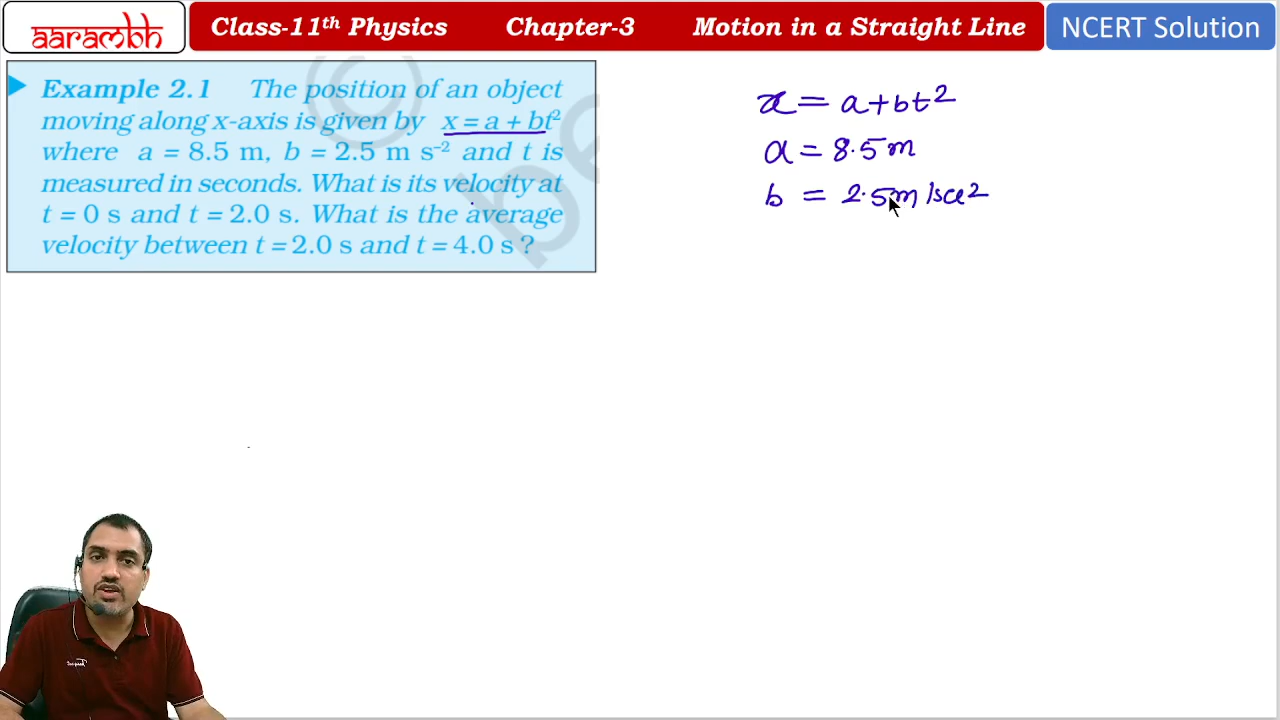 aarambh
Class-11th Physics Chapter-3 Motion in a Straight Line
NCERT Solution
Example 2.1 The position of an object
moving along x-axis is given by x = a + bt²
where a = 8.5 m, b = 2.5 m s⁻² and t is
measured in seconds. What is its velocity at
t = 0 s and t = 2.0 s. What is the average
velocity between t = 2.0 s and t = 4.0 s ?
x = a + bt²
a = 8.5 m
b = 2.5 m/sec²